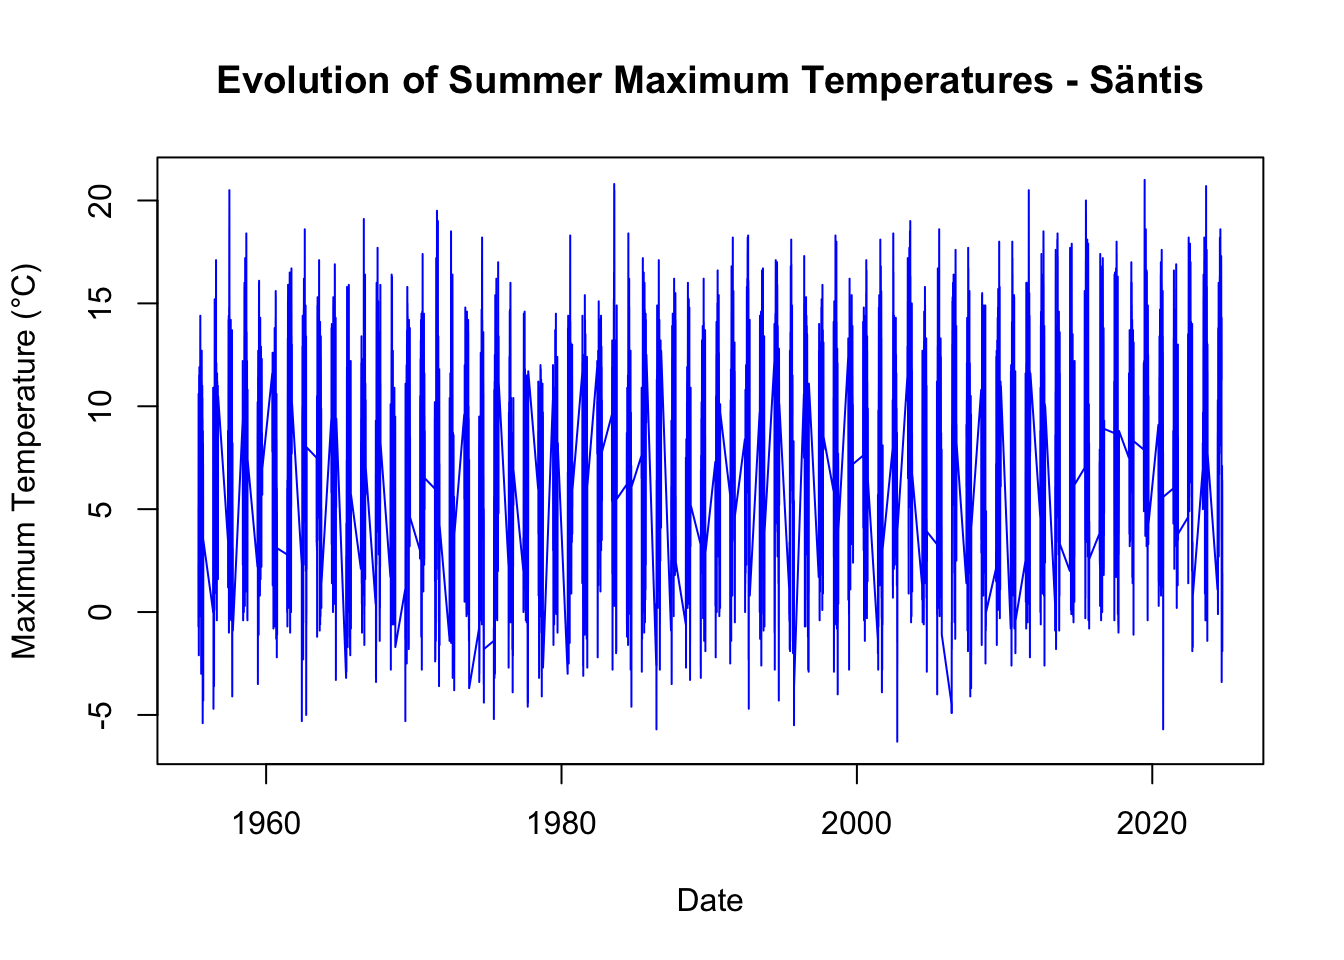 Evolution of Summer Maximum Temperatures - Säntis
Maximum Temperature (°C)
20
15
10
5
0
-5
1960 1980 2000 2020
Date